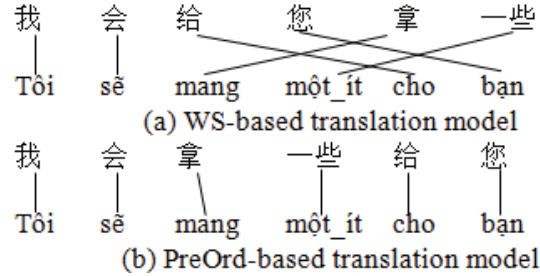 我 会 给 您 拿 一些
Tôi sẽ mang một_ít cho bạn
(a) WS-based translation model
我 会 拿 一些 给 您
Tôi sẽ mang một_ít cho bạn
(b) PreOrd-based translation model